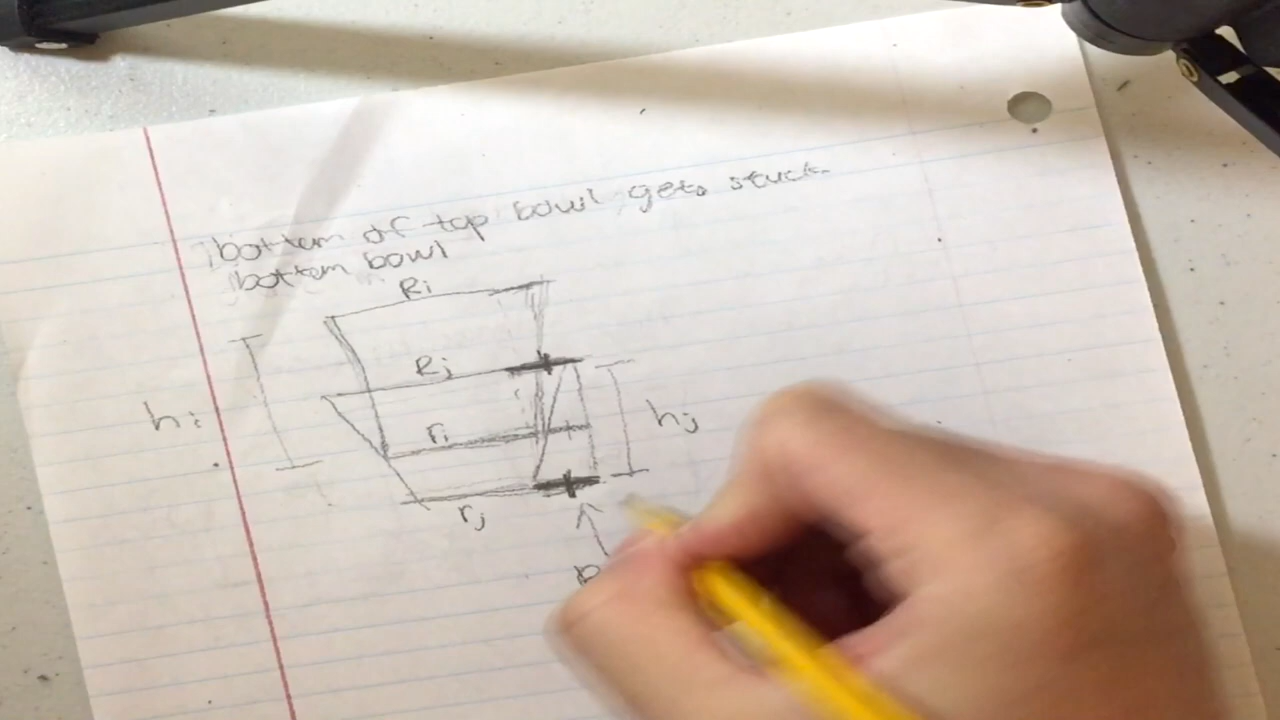 bottom of top bowl gets stuck
bottom bowl
Ri
Rj
hi
ri
hj
rj